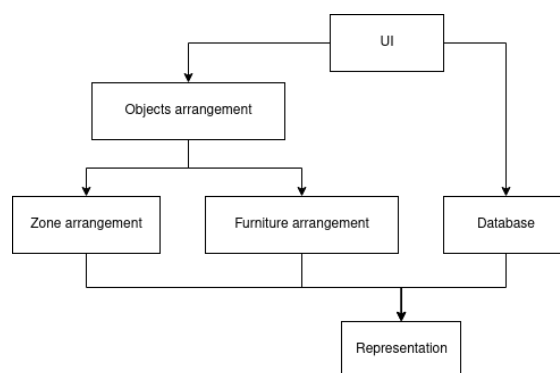 UI
Objects arrangement
Zone arrangement
Furniture arrangement
Database
Representation